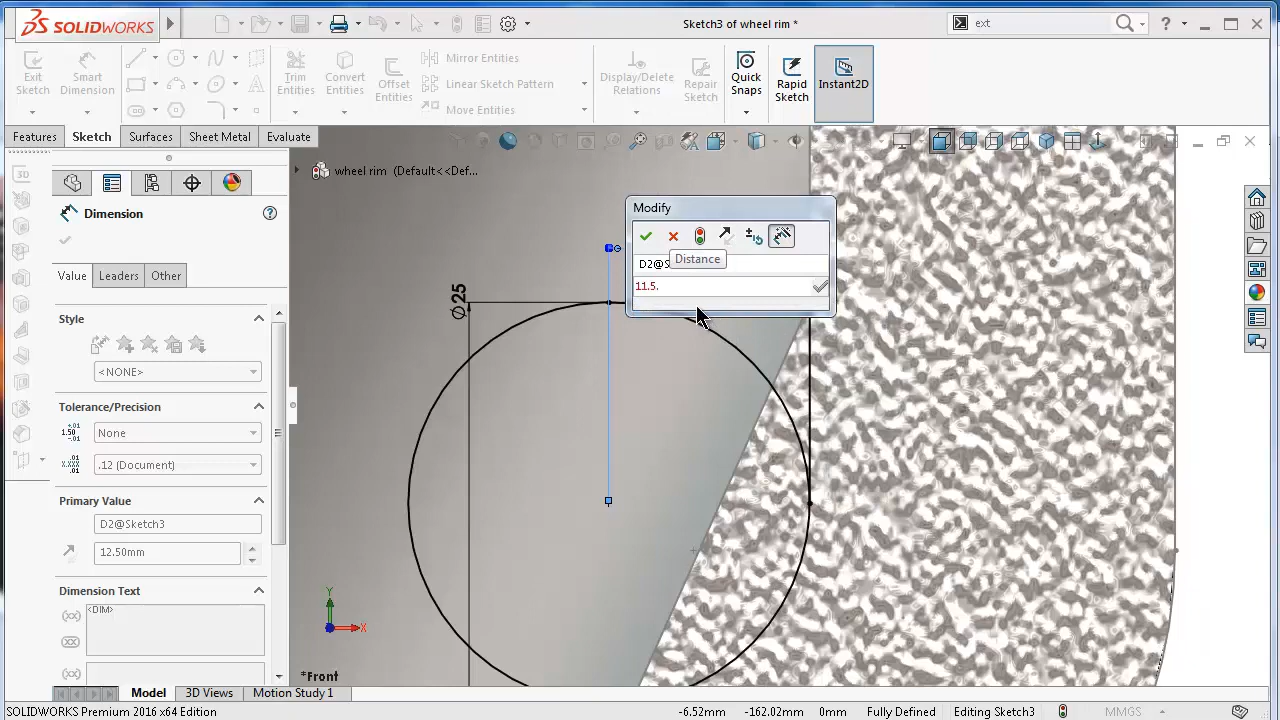 SOLIDWORKS
Sketch3 of wheel rim *
ext
Exit Sketch
Smart Dimension
Trim Entities
Convert Entities
Offset Entities
Mirror Entities
Linear Sketch Pattern
Move Entities
Display/Delete Relations
Repair Sketch
Quick Snaps
Rapid Sketch
Instant2D
Features
Sketch
Surfaces
Sheet Metal
Evaluate
wheel rim (Default<<Def...
Dimension
Value
Leaders
Other
Style
<NONE>
Tolerance/Precision
None
.12 (Document)
Primary Value
D2@Sketch3
12.50mm
Dimension Text
<DIM>
Modify
Distance
D2@S
11.5.
∅25
Y
X
*Front
Model
3D Views
Motion Study 1
SOLIDWORKS Premium 2016 x64 Edition
-6.52mm
-162.02mm
0mm
Fully Defined
Editing Sketch3
MMGS